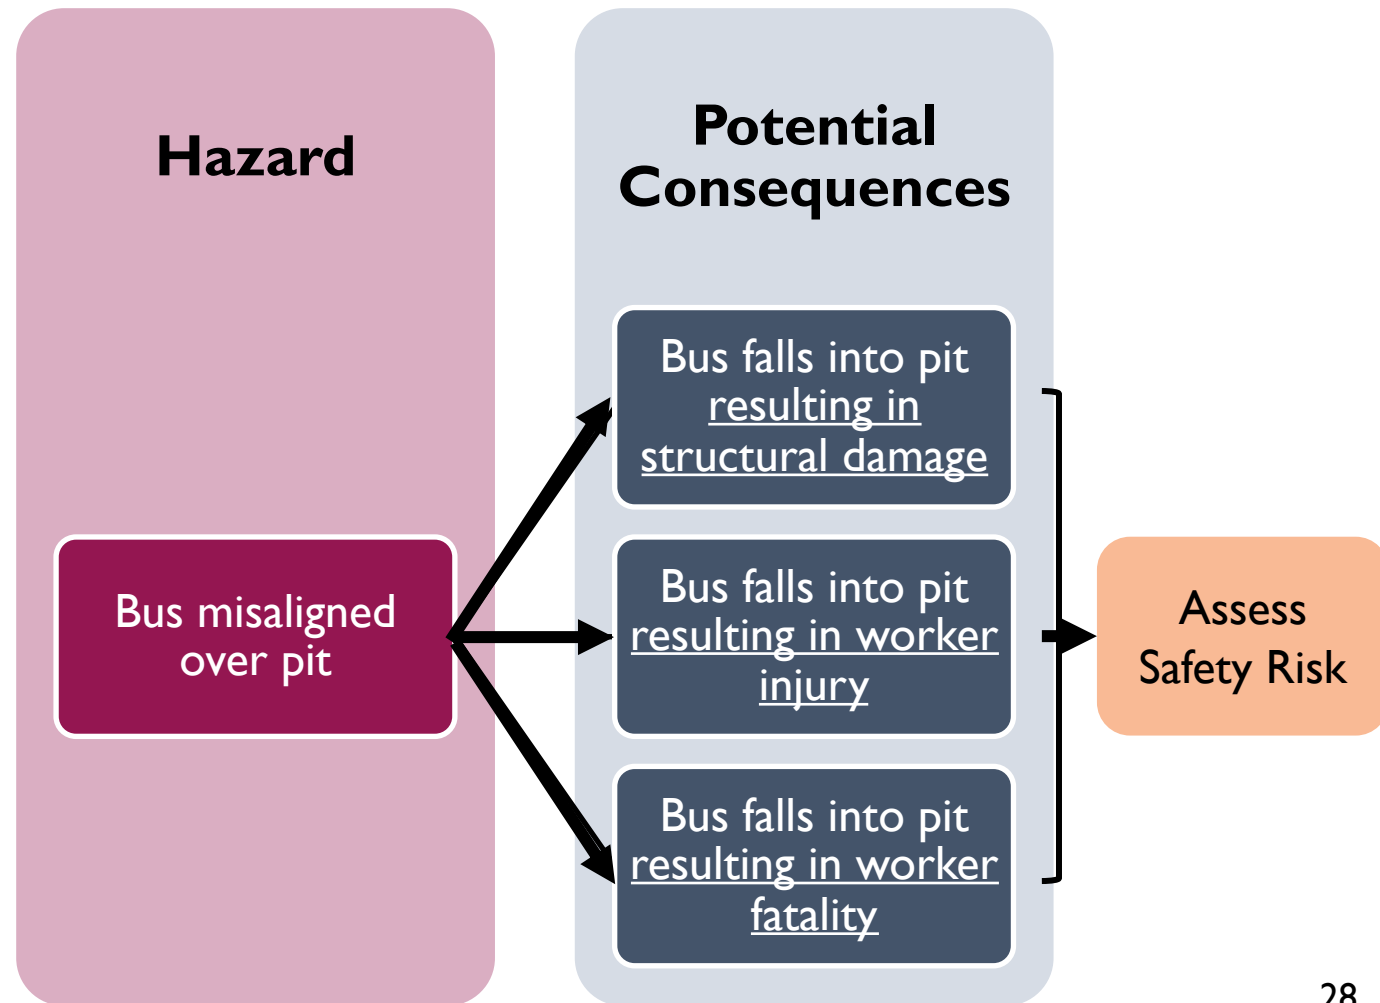 Hazard
Bus misaligned
over pit
Potential
Consequences
Bus falls into pit
resulting in
structural damage
Bus falls into pit
resulting in worker
injury
Bus falls into pit
resulting in worker
fatality
Assess
Safety Risk
28